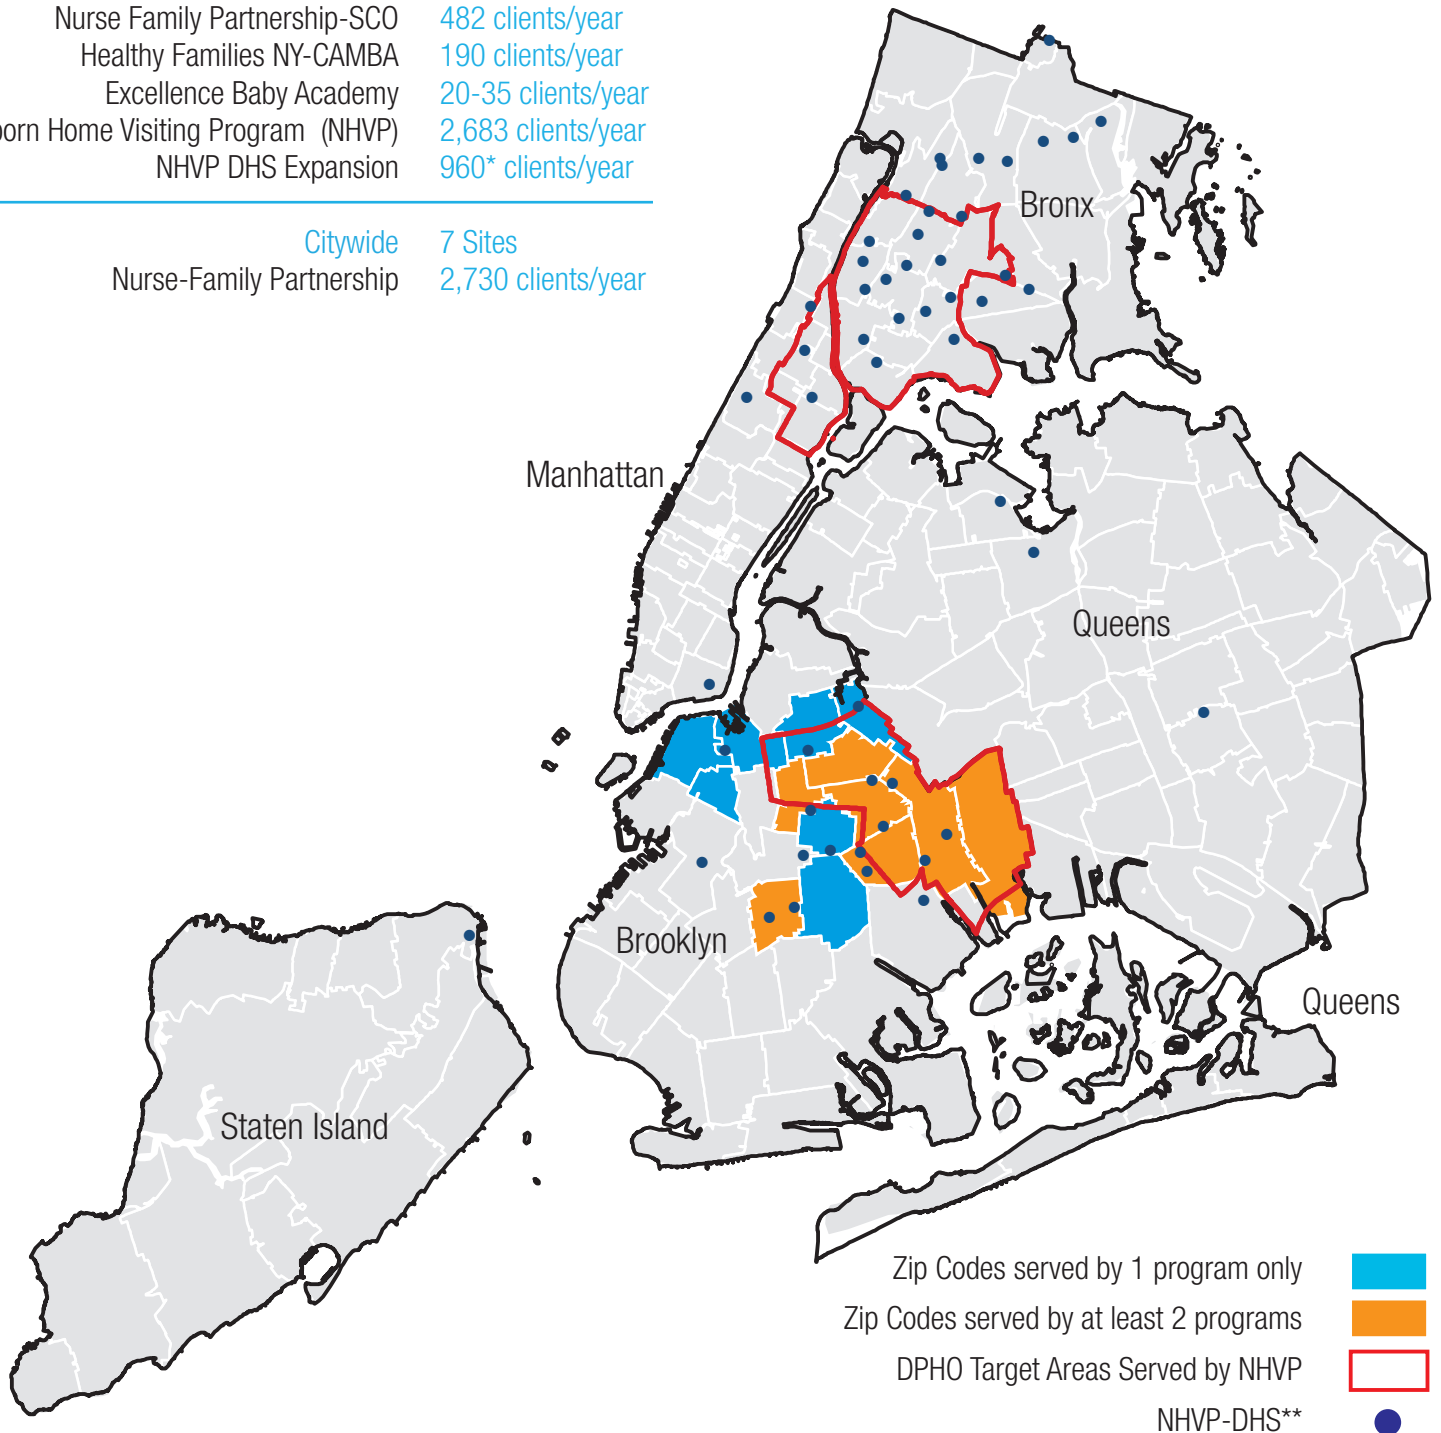 Nurse Family Partnership-SCO 482 clients/year
Healthy Families NY-CAMBA 190 clients/year
Excellence Baby Academy 20-35 clients/year
Home Visiting Program (NHVP) 2,683 clients/year
NHVP DHS Expansion 960* clients/year
Citywide 7 Sites
Nurse-Family Partnership 2,730 clients/year
Bronx
Manhattan
Queens
Brooklyn
Queens
Staten Island
Zip Codes served by 1 program only
Zip Codes served by at least 2 programs
DPHO Target Areas Served by NHVP
NHVP-DHS**